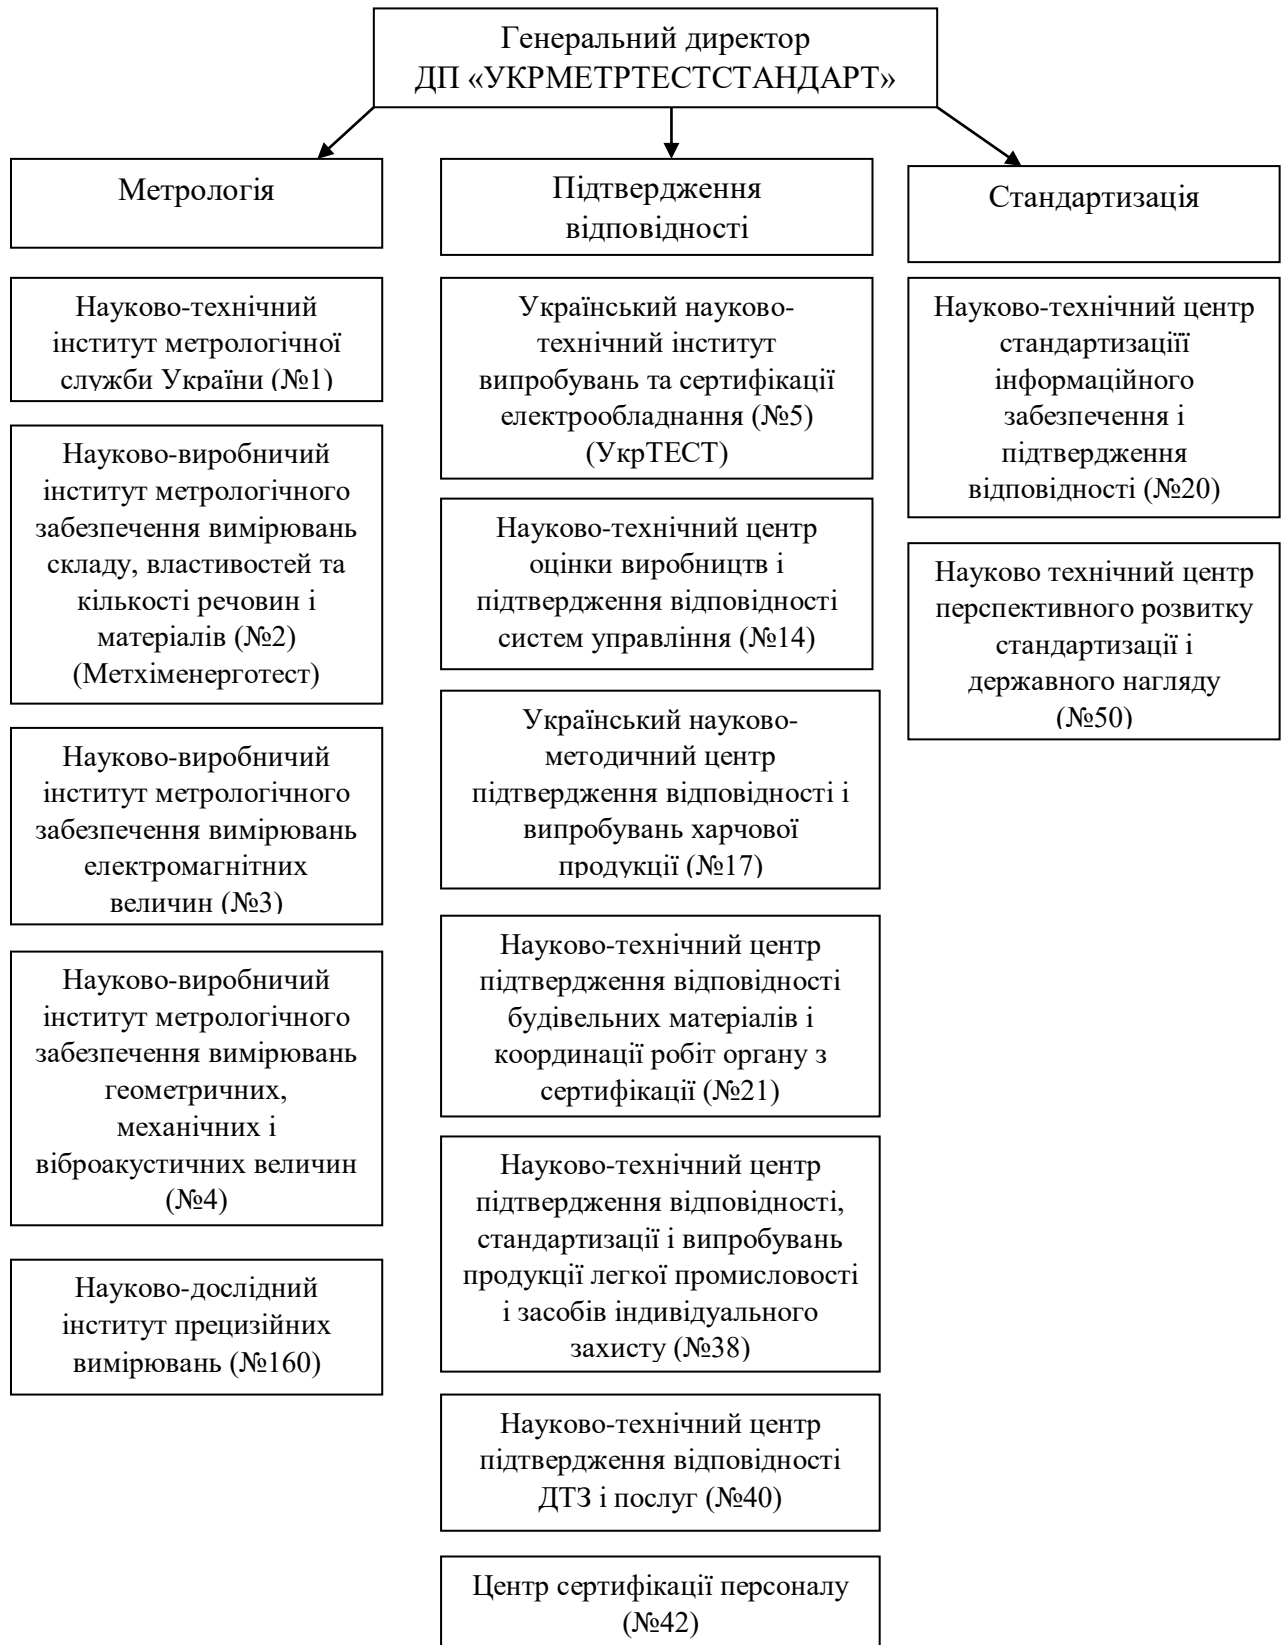 Генеральний директор
ДП «УКРМЕТРТЕСТСТАНДАРТ»
Метрологія
Науково-технічний
інститут метрологічної
служби України (№1)
Науково-виробничий
інститут метрологічного
забезпечення вимірювань
складу, властивостей та
кількості речовин і
матеріалів (№2)
(Метхіменерготест)
Науково-виробничий
інститут метрологічного
забезпечення вимірювань
електромагнітних
величин (№3)
Науково-виробничий
інститут метрологічного
забезпечення вимірювань
геометричних,
механічних і
віброакустичних величин
(№4)
Науково-дослідний
інститут прецизійних
вимірювань (№160)
Підтвердження
відповідності
Український науково-
технічний інститут
випробувань та сертифікації
електрообладнання (№5)
(УкрТЕСТ)
Науково-технічний центр
оцінки виробництв і
підтвердження відповідності
систем управління (№14)
Український науково-
методичний центр
підтвердження відповідності і
випробувань харчової
продукції (№17)
Науково-технічний центр
підтвердження відповідності
будівельних матеріалів і
координації робіт органу з
сертифікації (№21)
Науково-технічний центр
підтвердження відповідності,
стандартизації і випробувань
продукції легкої промисловості
і засобів індивідуального
захисту (№38)
Науково-технічний центр
підтвердження відповідності
ДТЗ і послуг (№40)
Центр сертифікації персоналу
(№42)
Стандартизація
Науково-технічний центр
стандартизаціїї
інформаційного
забезпечення і
підтвердження
відповідності (№20)
Науково технічний центр
перспективного розвитку
стандартизації і
державного нагляду
(№50)